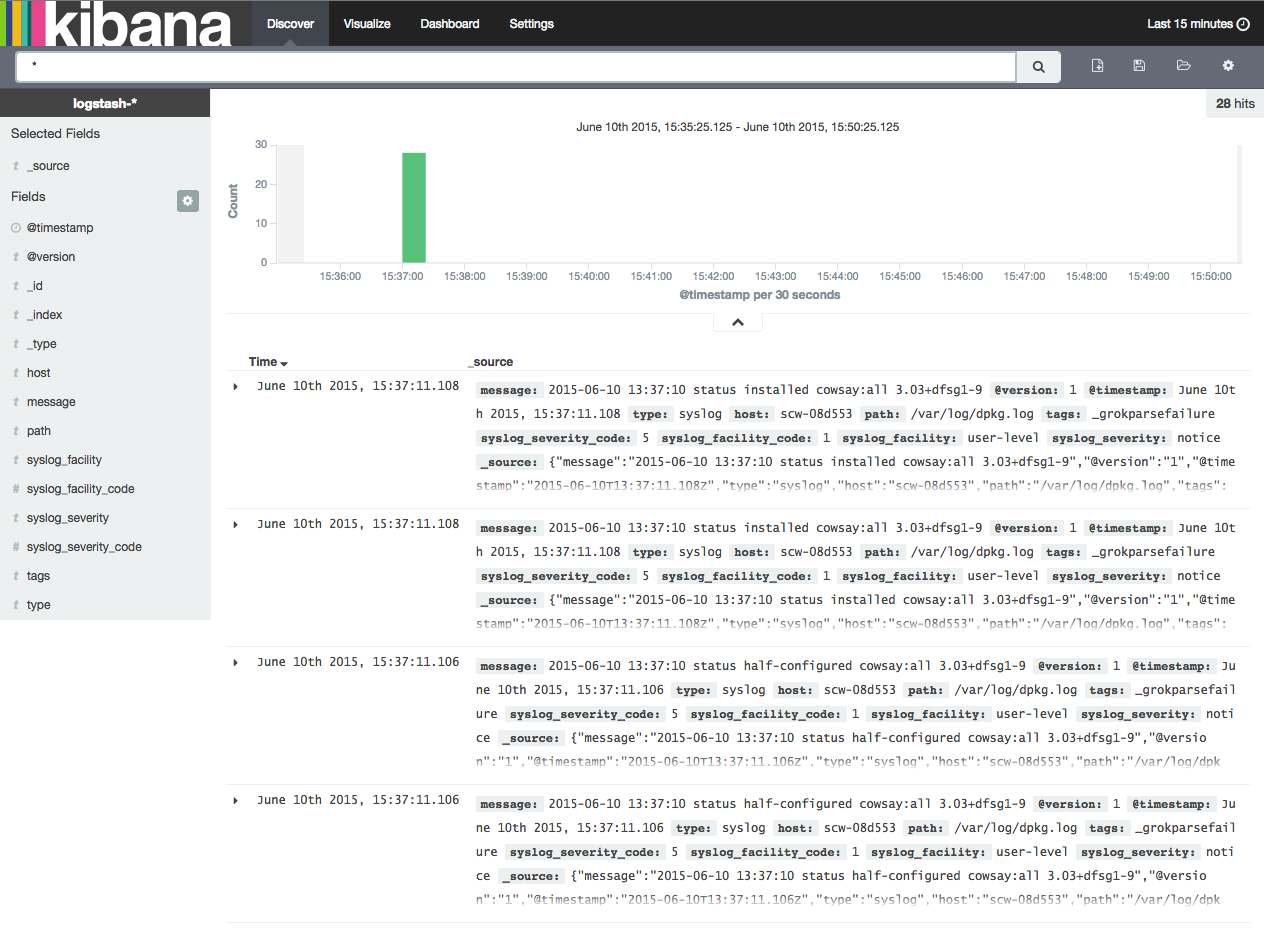 kibana Discover Visualize Dashboard Settings Last 15 minutes
*
logstash-*
28 hits
Selected Fields
t _source
Fields
@timestamp
t @version
t _id
t _index
t _type
t host
t message
t path
t syslog_facility
# syslog_facility_code
t syslog_severity
# syslog_severity_code
t tags
t type
June 10th 2015, 15:35:25.125 - June 10th 2015, 15:50:25.125
Count
30
20
10
0
15:36:00 15:37:00 15:38:00 15:39:00 15:40:00 15:41:00 15:42:00 15:43:00 15:44:00 15:45:00 15:46:00 15:47:00 15:48:00 15:49:00 15:50:00
@timestamp per 30 seconds
Time _source
June 10th 2015, 15:37:11.108 message: 2015-06-10 13:37:10 status installed cowsay:all 3.03+dfsg1-9 @version: 1 @timestamp: June 10t
h 2015, 15:37:11.108 type: syslog host: scw-08d553 path: /var/log/dpkg.log tags: _grokparsefailure
syslog_severity_code: 5 syslog_facility_code: 1 syslog_facility: user-level syslog_severity: notice
_source: {"message":"2015-06-10 13:37:10 status installed cowsay:all 3.03+dfsg1-9","@version":"1","@time
stamp":"2015-06-10T13:37:11.108Z","type":"syslog","host":"scw-08d553","path":"/var/log/dpkg.log","tags":
June 10th 2015, 15:37:11.108 message: 2015-06-10 13:37:10 status installed cowsay:all 3.03+dfsg1-9 @version: 1 @timestamp: June 10t
h 2015, 15:37:11.108 type: syslog host: scw-08d553 path: /var/log/dpkg.log tags: _grokparsefailure
syslog_severity_code: 5 syslog_facility_code: 1 syslog_facility: user-level syslog_severity: notice
_source: {"message":"2015-06-10 13:37:10 status installed cowsay:all 3.03+dfsg1-9","@version":"1","@time
stamp":"2015-06-10T13:37:11.108Z","type":"syslog","host":"scw-08d553","path":"/var/log/dpkg.log","tags":
June 10th 2015, 15:37:11.106 message: 2015-06-10 13:37:10 status half-configured cowsay:all 3.03+dfsg1-9 @version: 1 @timestamp: Ju
ne 10th 2015, 15:37:11.106 type: syslog host: scw-08d553 path: /var/log/dpkg.log tags: _grokparsefail
ure syslog_severity_code: 5 syslog_facility_code: 1 syslog_facility: user-level syslog_severity: noti
ce _source: {"message":"2015-06-10 13:37:10 status half-configured cowsay:all 3.03+dfsg1-9","@versio
n":"1","@timestamp":"2015-06-10T13:37:11.106Z","type":"syslog","host":"scw-08d553","path":"/var/log/dpk
June 10th 2015, 15:37:11.106 message: 2015-06-10 13:37:10 status half-configured cowsay:all 3.03+dfsg1-9 @version: 1 @timestamp: Ju
ne 10th 2015, 15:37:11.106 type: syslog host: scw-08d553 path: /var/log/dpkg.log tags: _grokparsefail
ure syslog_severity_code: 5 syslog_facility_code: 1 syslog_facility: user-level syslog_severity: noti
ce _source: {"message":"2015-06-10 13:37:10 status half-configured cowsay:all 3.03+dfsg1-9","@versio
n":"1","@timestamp":"2015-06-10T13:37:11.106Z","type":"syslog","host":"scw-08d553","path":"/var/log/dpk